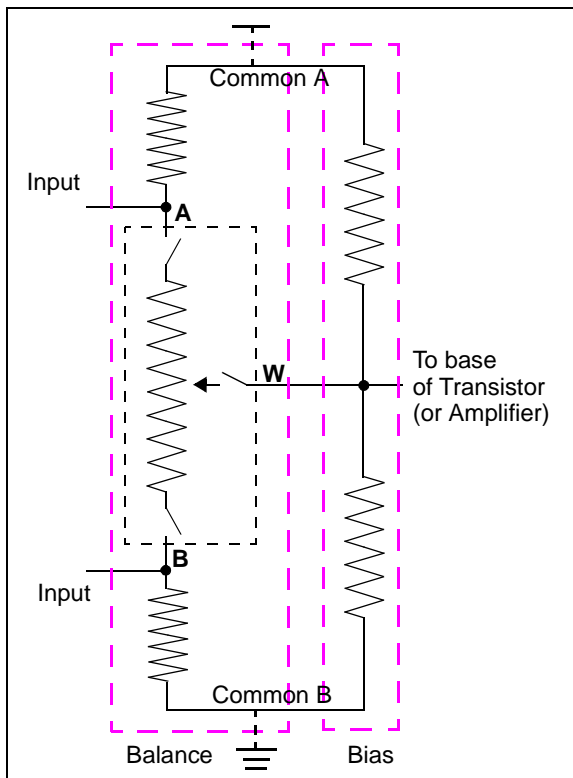 Common A
Input
A
W
To base
of Transistor
(or Amplifier)
B
Input
Common B
Balance
Bias